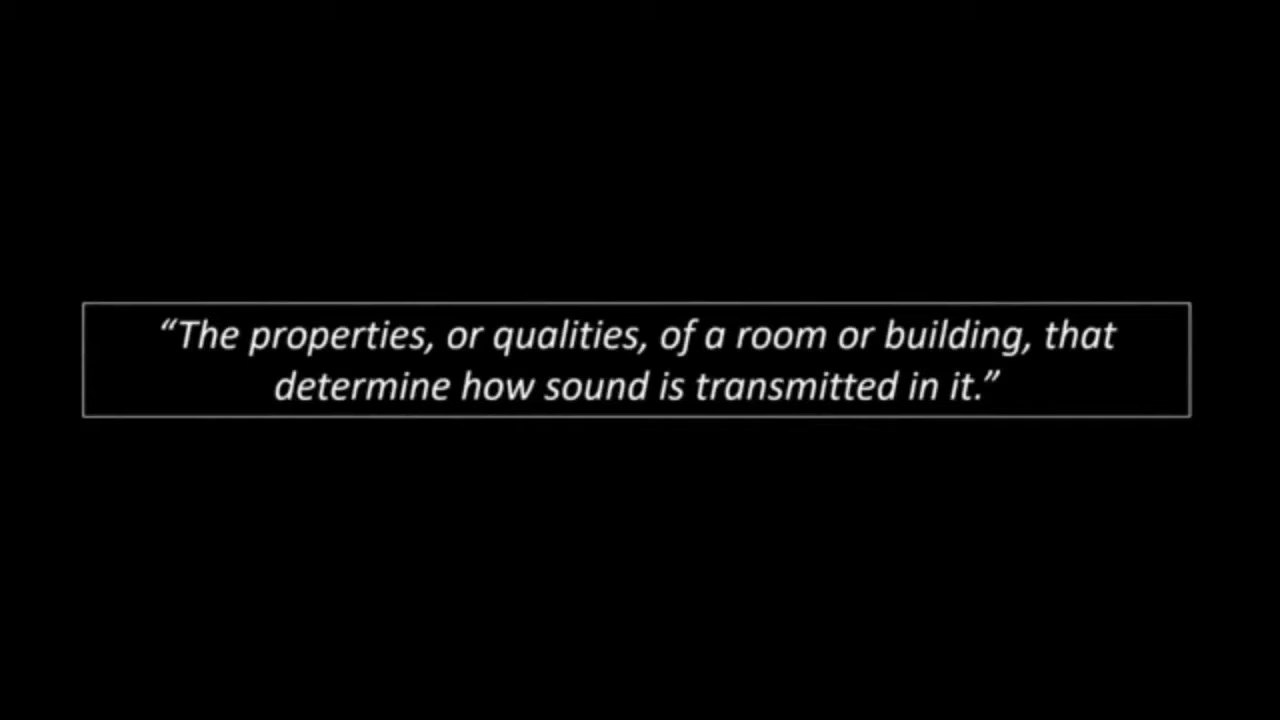 “The properties, or qualities, of a room or building, that
determine how sound is transmitted in it.”